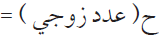 ح( عدد زوجي ) =